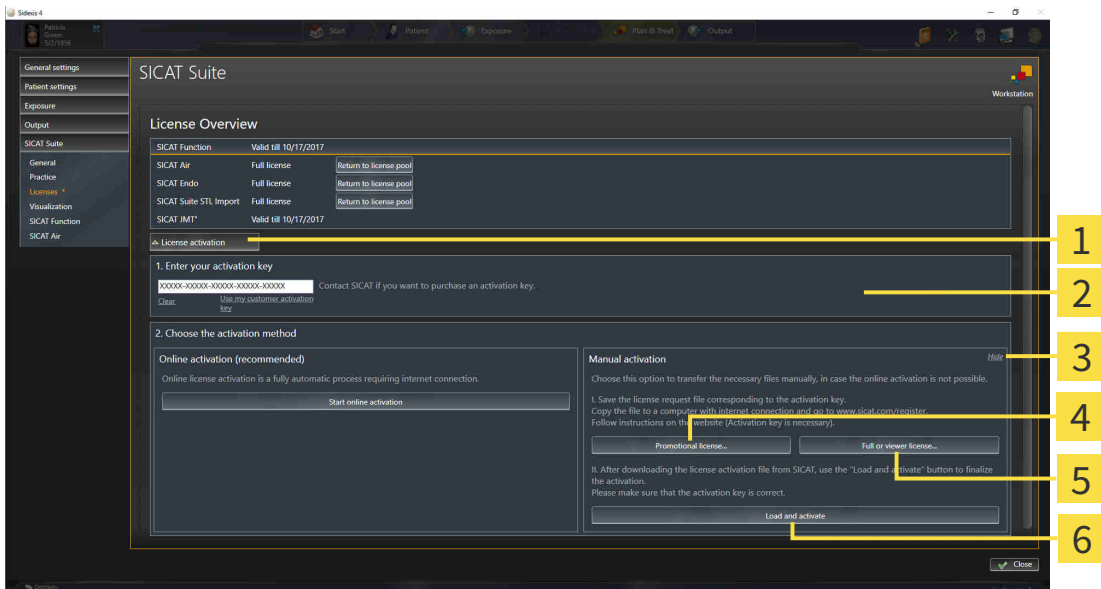 Sidexis 4
Patricia
Green
5/2/1956
Start
Patient
Exposure
Plan & Treat
Output
General settings
Patient settings
Exposure
Output
SICAT Suite
General
Practice
Licenses *
Visualization
SICAT Function
SICAT Air
SICAT Suite
Workstation
License Overview
SICAT Function Valid till 10/17/2017
SICAT Air Full license Return to license pool
SICAT Endo Full license Return to license pool
SICAT Suite STL Import Full license Return to license pool
SICAT JMT+ Valid till 10/17/2017
License activation
1
1. Enter your activation key
XXXXX-XXXXX-XXXXX-XXXXX-XXXXX Contact SICAT if you want to purchase an activation key.
Clear Use my customer activation
key
2
2. Choose the activation method
Online activation (recommended)
Online license activation is a fully automatic process requiring internet connection.
Start online activation
Manual activation Hide
3
Choose this option to transfer the necessary files manually, in case the online activation is not possible.
I. Save the license request file corresponding to the activation key.
Copy the file to a computer with internet connection and go to www.sicat.com/register.
Follow instructions on the website (Activation key is necessary).
4
Promotional license... Full or viewer license...
5
II. After downloading the license activation file from SICAT, use the "Load and activate" button to finalize
the activation.
Please make sure that the activation key is correct.
Load and activate
6
Close
Germany